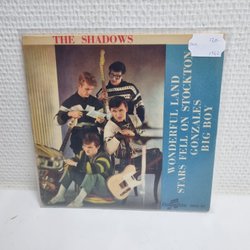 THE SHADOWS
WONDERFUL LAND
STARS FELL ON STOCKTON
GONZALES
BIG BOY